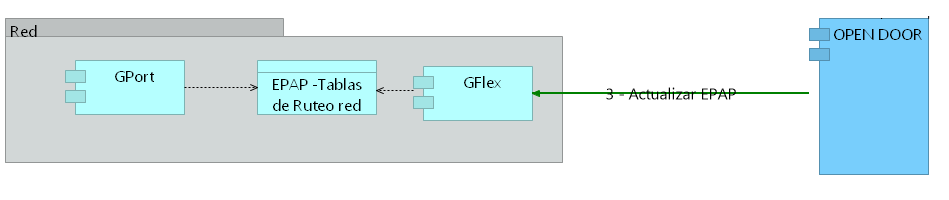 Red
OPEN DOOR
GPort
EPAP -Tablas
de Ruteo red
GFlex
3 - Actualizar EPAP